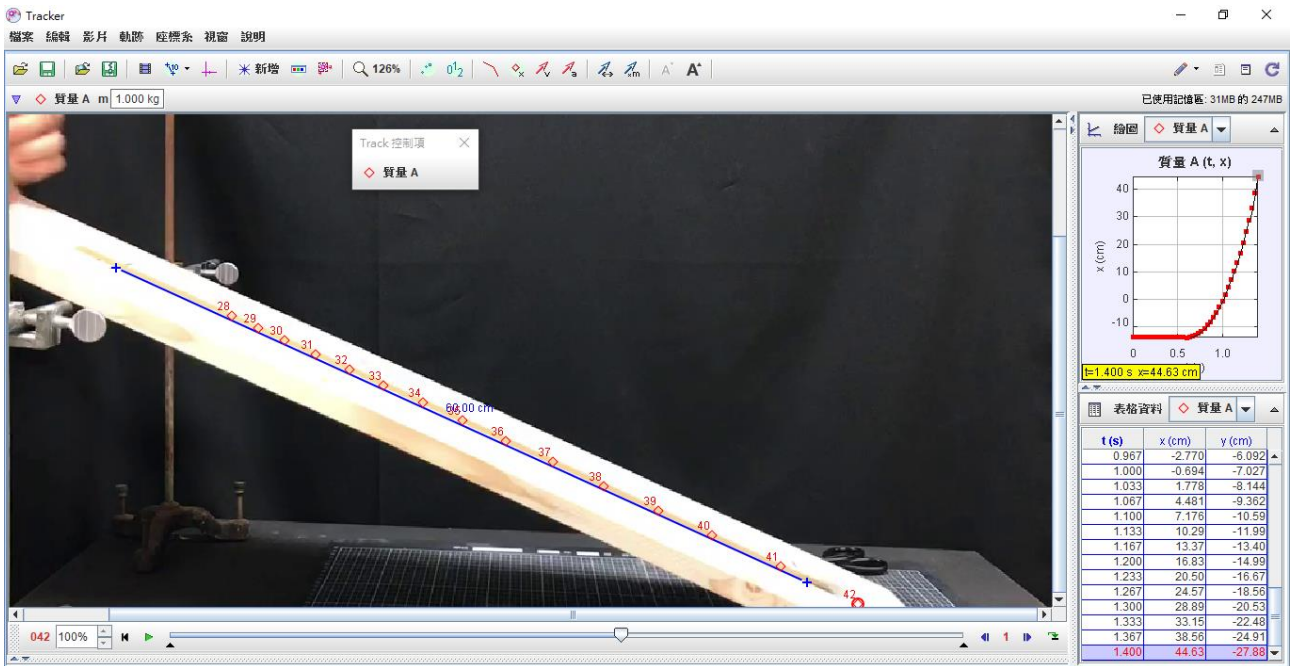 Tracker
檔案 編輯 影片 軌跡 座標系 視窗 說明
新增 126%
質量 A m 1.000 kg
已使用記憶區: 31MB 的 247MB
Track 控制項
質量 A
28
29
30
31
32
33
34
60.00 cm
36
37
38
39
40
41
42
042 100% 1
繪圖 質量 A
質量 A (t, x)
x (cm)
40
30
20
10
0
-10
0 0.5 1.0
t=1.400 s x=44.63 cm
表格資料 質量 A
t (s) x (cm) y (cm)
0.967 -2.770 -6.092
1.000 -0.694 -7.027
1.033 1.778 -8.144
1.067 4.481 -9.362
1.100 7.176 -10.59
1.133 10.29 -11.99
1.167 13.37 -13.40
1.200 16.83 -14.99
1.233 20.50 -16.67
1.267 24.57 -18.56
1.300 28.89 -20.53
1.333 33.15 -22.48
1.367 38.56 -24.91
1.400 44.63 -27.88